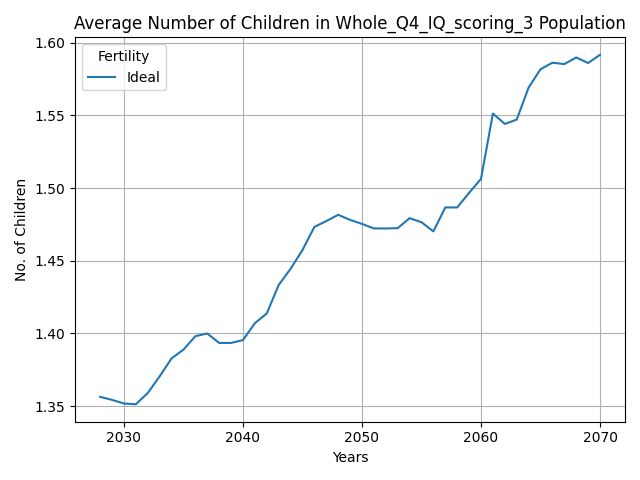 Average Number of Children in Whole_Q4_IQ_scoring_3 Population
Fertility
Ideal
No. of Children
1.60
1.55
1.50
1.45
1.40
1.35
2030
2040
2050
2060
2070
Years